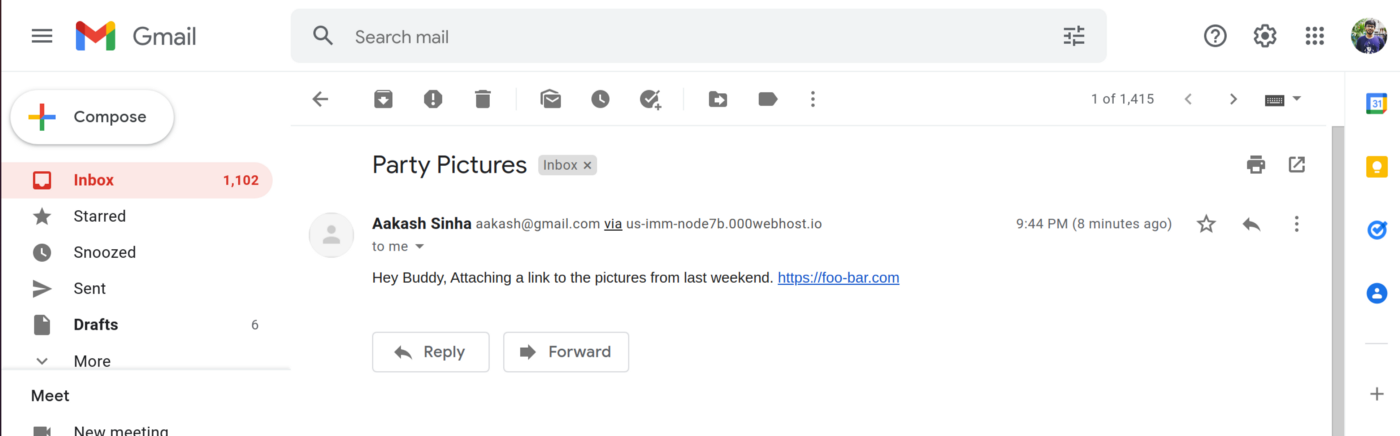 Gmail
Search mail
Compose
1 of 1,415
31
Party Pictures Inbox ×
Inbox 1,102
Starred
Aakash Sinha aakash@gmail.com via us-imm-node7b.000webhost.io 9:44 PM (8 minutes ago)
to me
Snoozed
Hey Buddy, Attaching a link to the pictures from last weekend. https://foo-bar.com
Sent
Drafts 6
Reply Forward
More
Meet
New meeting